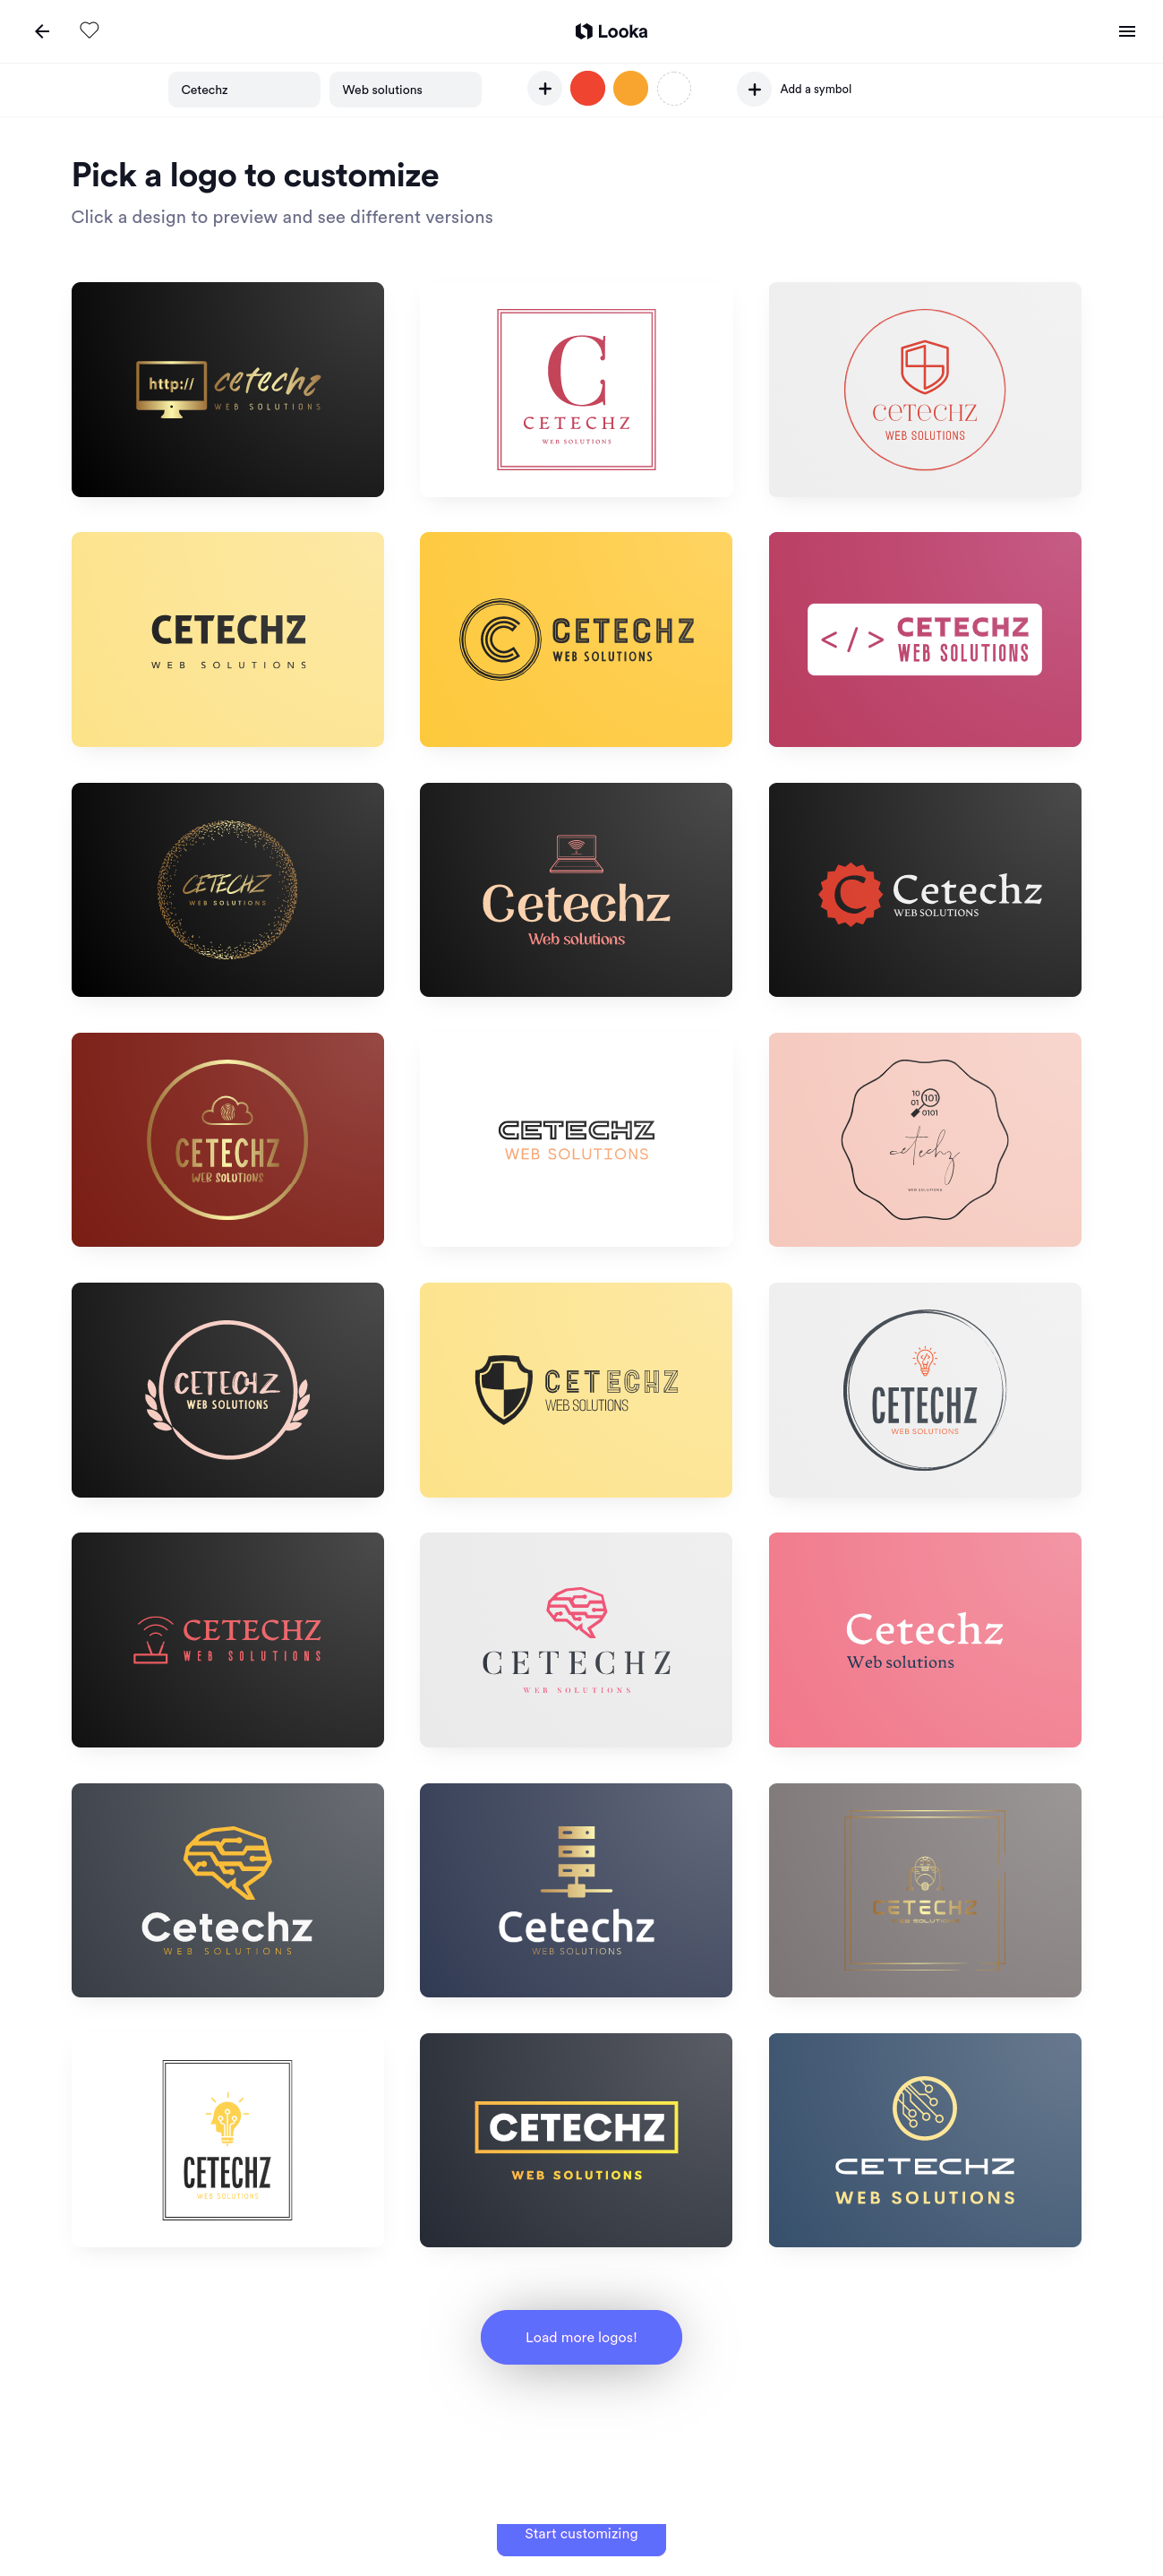 Looka
Cetechz
Web solutions
Add a symbol
Pick a logo to customize
Click a design to preview and see different versions
http://
cetechz
WEB SOLUTIONS
C
CETECHZ
WEB SOLUTIONS
CETECHZ
WEB SOLUTIONS
CETECHZ
WEB SOLUTIONS
C
CETECHZ
WEB SOLUTIONS
</>
CETECHZ
WEB SOLUTIONS
CETECHZ
WEB SOLUTIONS
Cetechz
Web solutions
C
Cetechz
WEB SOLUTIONS
CETECHZ
WEB SOLUTIONS
CETECHZ
WEB SOLUTIONS
10
01
101
0101
cetechz
WEB SOLUTIONS
CETECHZ
WEB SOLUTIONS
CETECHZ
WEB SOLUTIONS
CETECHZ
WEB SOLUTIONS
CETECHZ
WEB SOLUTIONS
CETECHZ
WEB SOLUTIONS
Cetechz
Web solutions
Cetechz
WEB SOLUTIONS
Cetechz
WEB SOLUTIONS
CETECHZ
WEB SOLUTIONS
CETECHZ
WEB SOLUTIONS
CETECHZ
WEB SOLUTIONS
CETECHZ
WEB SOLUTIONS
Load more logos!
Start customizing